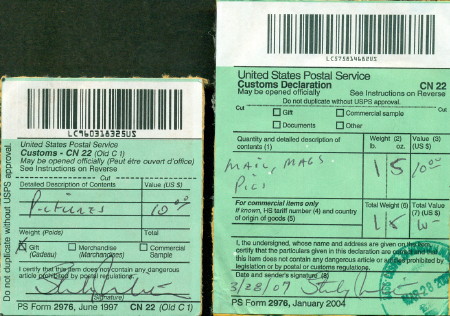 LC960318325US
United States Postal Service
Customs - CN 22 (Old C 1)
May be opened officially (Peut être ouvert d'office)
See Instructions on Reverse
Cut
Do not duplicate without USPS approval.
Detailed Description of Contents Value (US $)
Pictures 10 00
Weight (Poids) Total
X Gift (Cadeau) Merchandise (Marchandisen) Commercial Sample
I certify that this item does not contain any dangerous
article prohibited by postal regulations.
(Signature)
PS Form 2976, June 1997 CN 22 (Old C 1)
LC575814682US
United States Postal Service
Customs Declaration CN 22
May be opened officially See Instructions on Reverse
Do not duplicate without USPS approval.
Cut Cut
Gift Commercial sample
Documents Other
Quantity and detailed description of contents (1) Weight (2) lb. oz. Value (3) (US $)
Mail, Mags. 1 5 10 00
Pics
For commercial items only
If known, HS tariff number (4) and country
of origin goods (5)
Total Weight (6) Total Value (7) (US $)
I, the undersigned, whose name and address are given on the item,
certify that the particulars given in this declaration are correct and that
this item does not contain any dangerous article or articles prohibited by
legislation or by postal or customs regulations.
Date and sender's signature (8)
3/28/07
PS Form 2976, January 2004